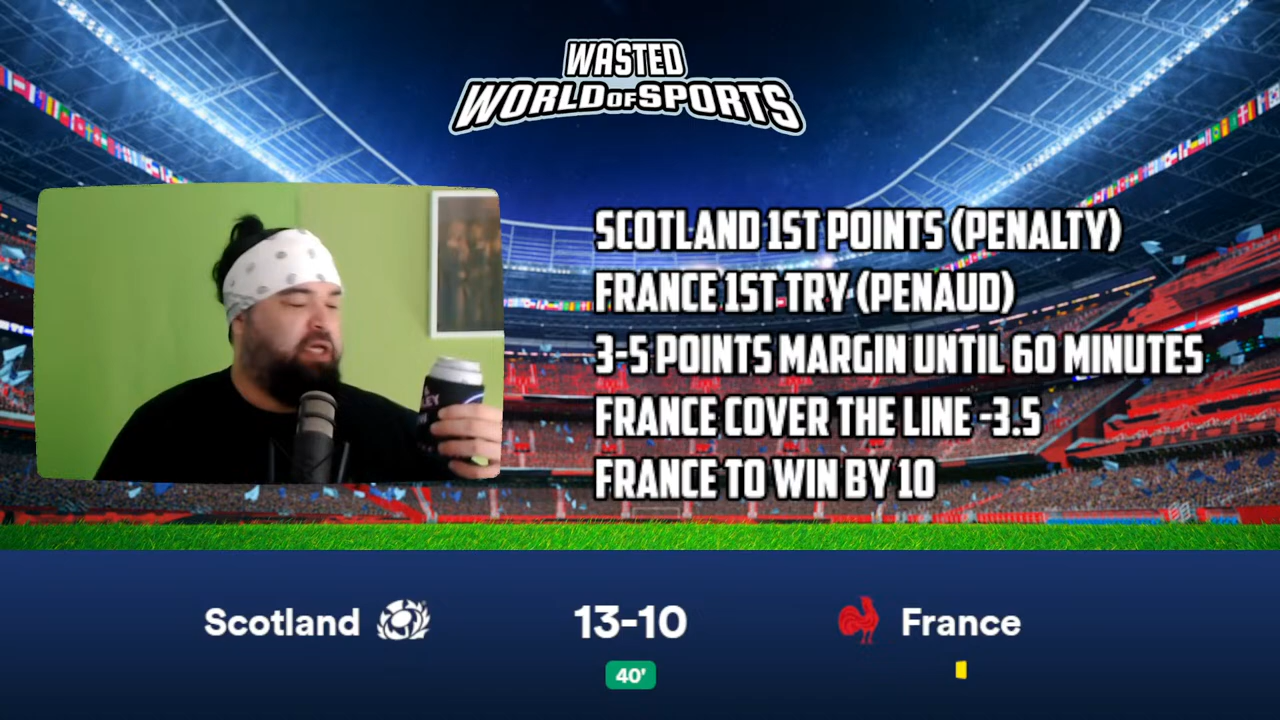 WASTED
WORLD OF SPORTS
SCOTLAND 1ST POINTS (PENALTY)
FRANCE 1ST TRY (PENAUD)
3-5 POINTS MARGIN UNTIL 60 MINUTES
FRANCE COVER THE LINE -3.5
FRANCE TO WIN BY 10
Scotland 13-10 France
40'